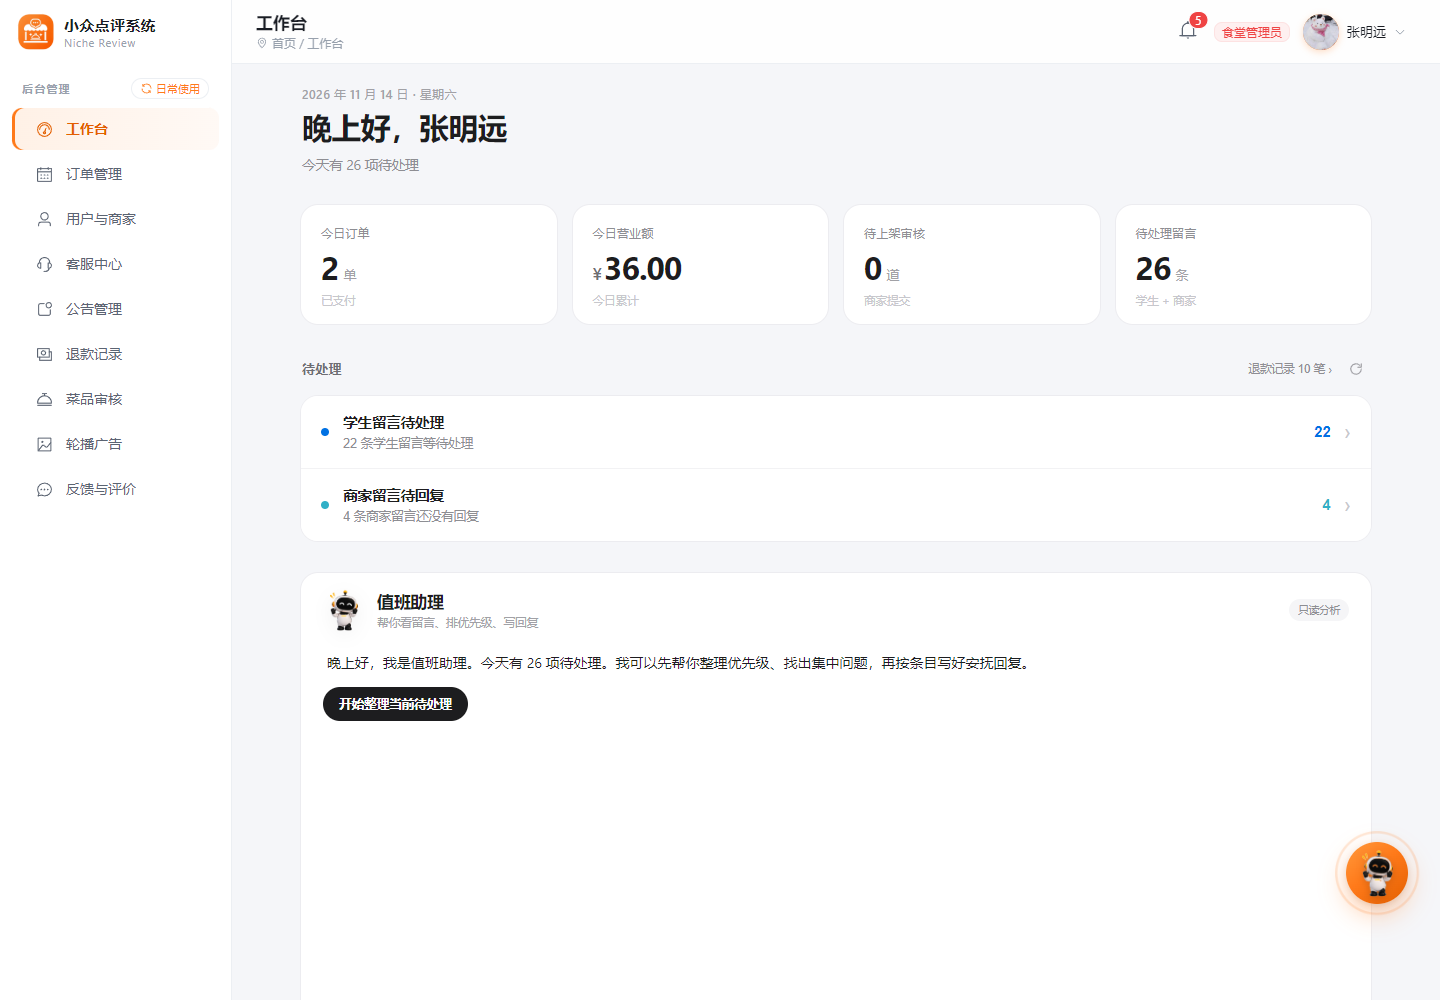 小众点评系统
Niche Review
后台管理
日常使用
工作台
订单管理
用户与商家
客服中心
公告管理
退款记录
菜品审核
轮播广告
反馈与评价
工作台
首页 / 工作台
5
食堂管理员
张明远
2026 年 11 月 14 日 · 星期六
晚上好，张明远
今天有 26 项待处理
今日订单
2 单
已支付
今日营业额
¥36.00
今日累计
待上架审核
0 道
商家提交
待处理留言
26 条
学生 + 商家
待处理
退款记录 10 笔 ›
学生留言待处理
22 条学生留言等待处理
22 ›
商家留言待回复
4 条商家留言还没有回复
4 ›
值班助理
帮你看留言、排优先级、写回复
只读分析
晚上好，我是值班助理。今天有 26 项待处理。我可以先帮你整理优先级、找出集中问题，再按条目写好安抚回复。
开始整理当前待处理